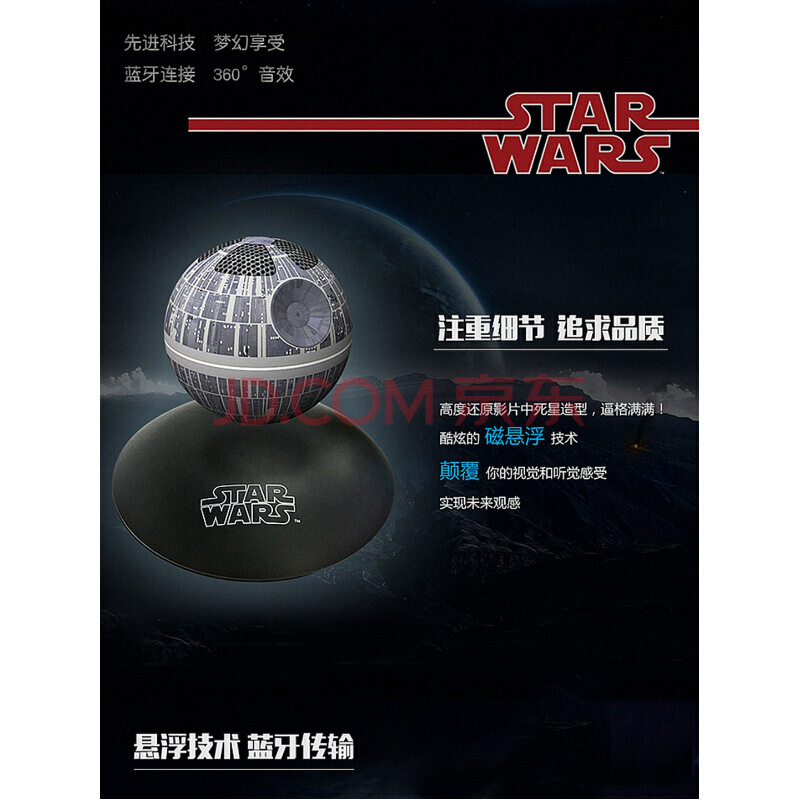 先进科技 梦幻享受
蓝牙连接 360°音效
STAR
WARS
™
注重细节 追求品质
JD.COM 京东
高度还原影片中死星造型，逼格满满！
酷炫的 磁悬浮 技术
颠覆 你的视觉和听觉感受
实现未来观感
STAR
WARS
™
悬浮技术 蓝牙传输